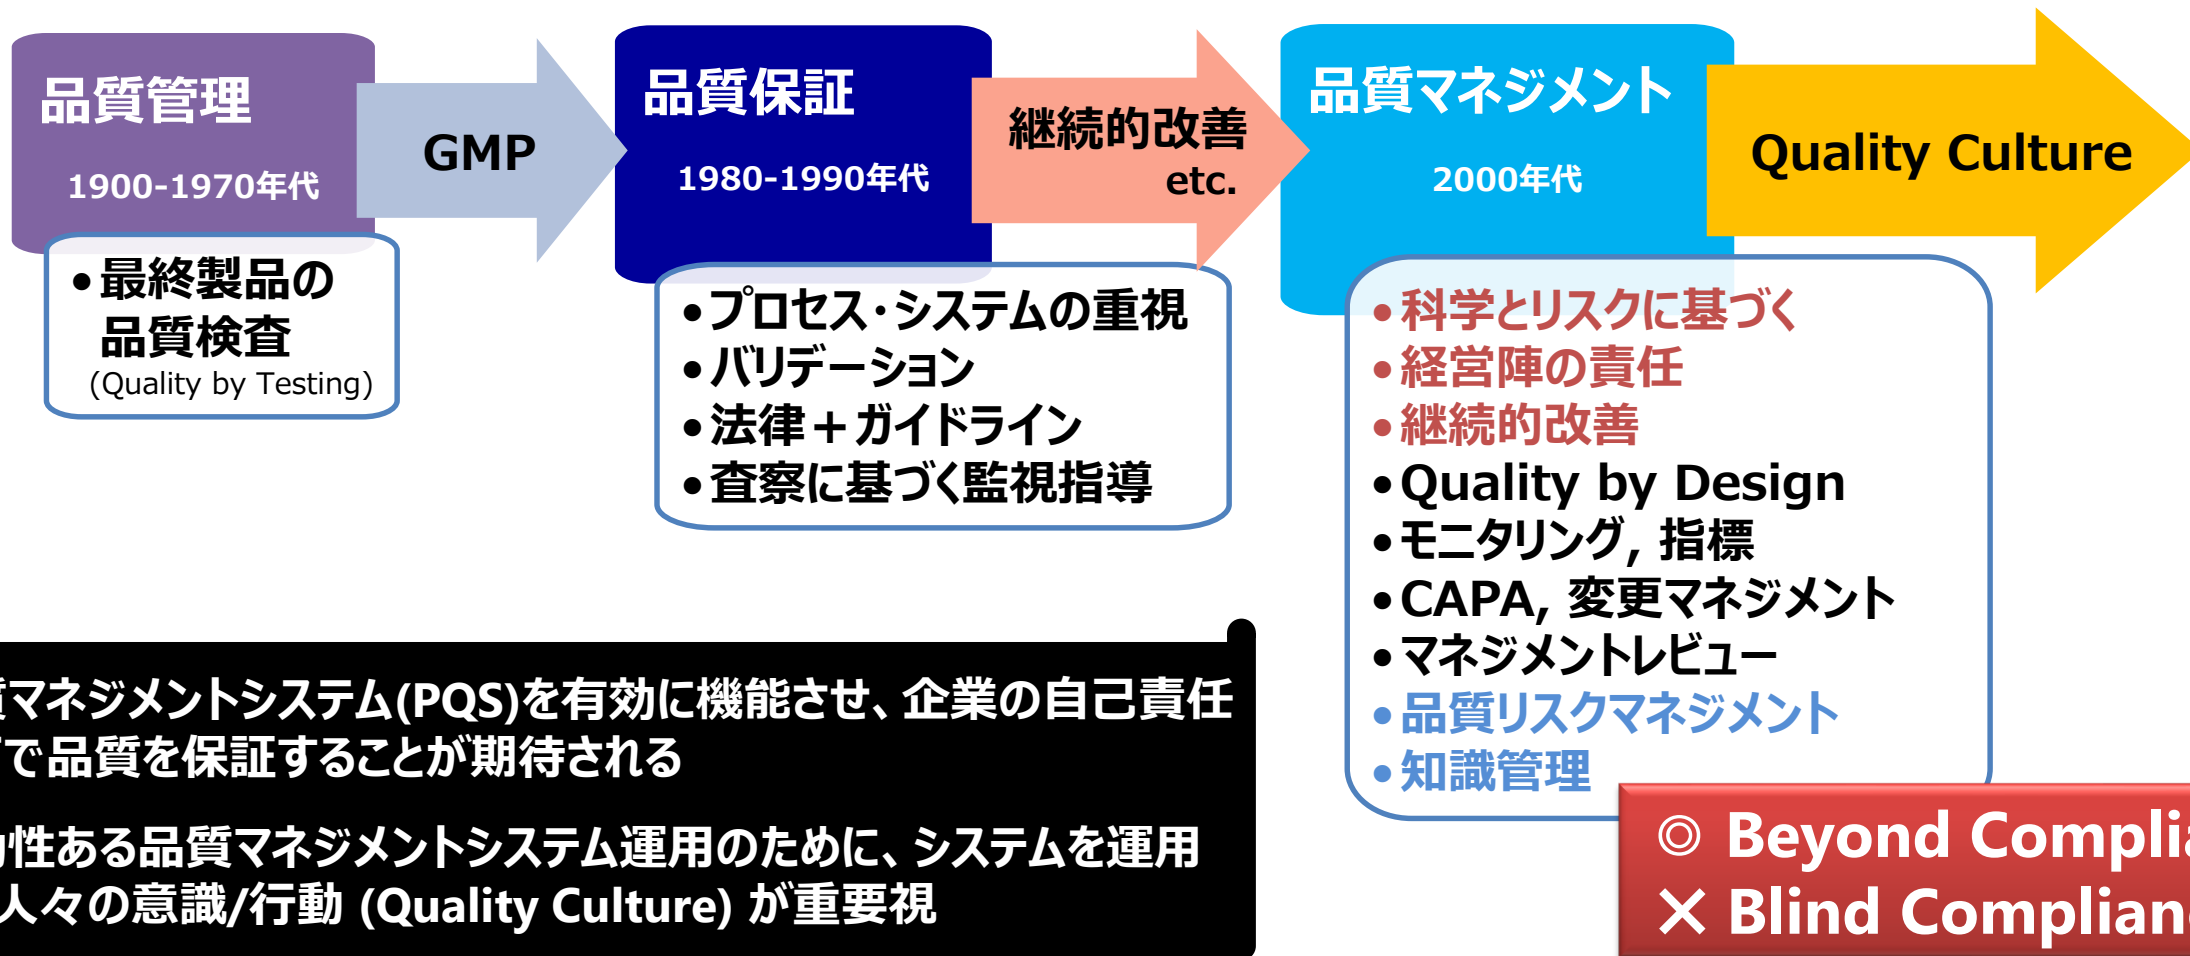 品質管理
1900-1970年代
GMP
品質保証
1980-1990年代
継続的改善
etc.
品質マネジメント
2000年代
Quality Culture
•最終製品の
品質検査
(Quality by Testing)
•プロセス・システムの重視
•バリデーション
•法律＋ガイドライン
•査察に基づく監視指導
•科学とリスクに基づく
•経営陣の責任
•継続的改善
•Quality by Design
•モニタリング, 指標
•CAPA, 変更マネジメント
•マネジメントレビュー
•品質リスクマネジメント
•知識管理
質マネジメントシステム(PQS)を有効に機能させ、企業の自己責任
で品質を保証することが期待される
性ある品質マネジメントシステム運用のために、システムを運用
人々の意識/行動 (Quality Culture) が重要視
◎ Beyond Complia
× Blind Complian